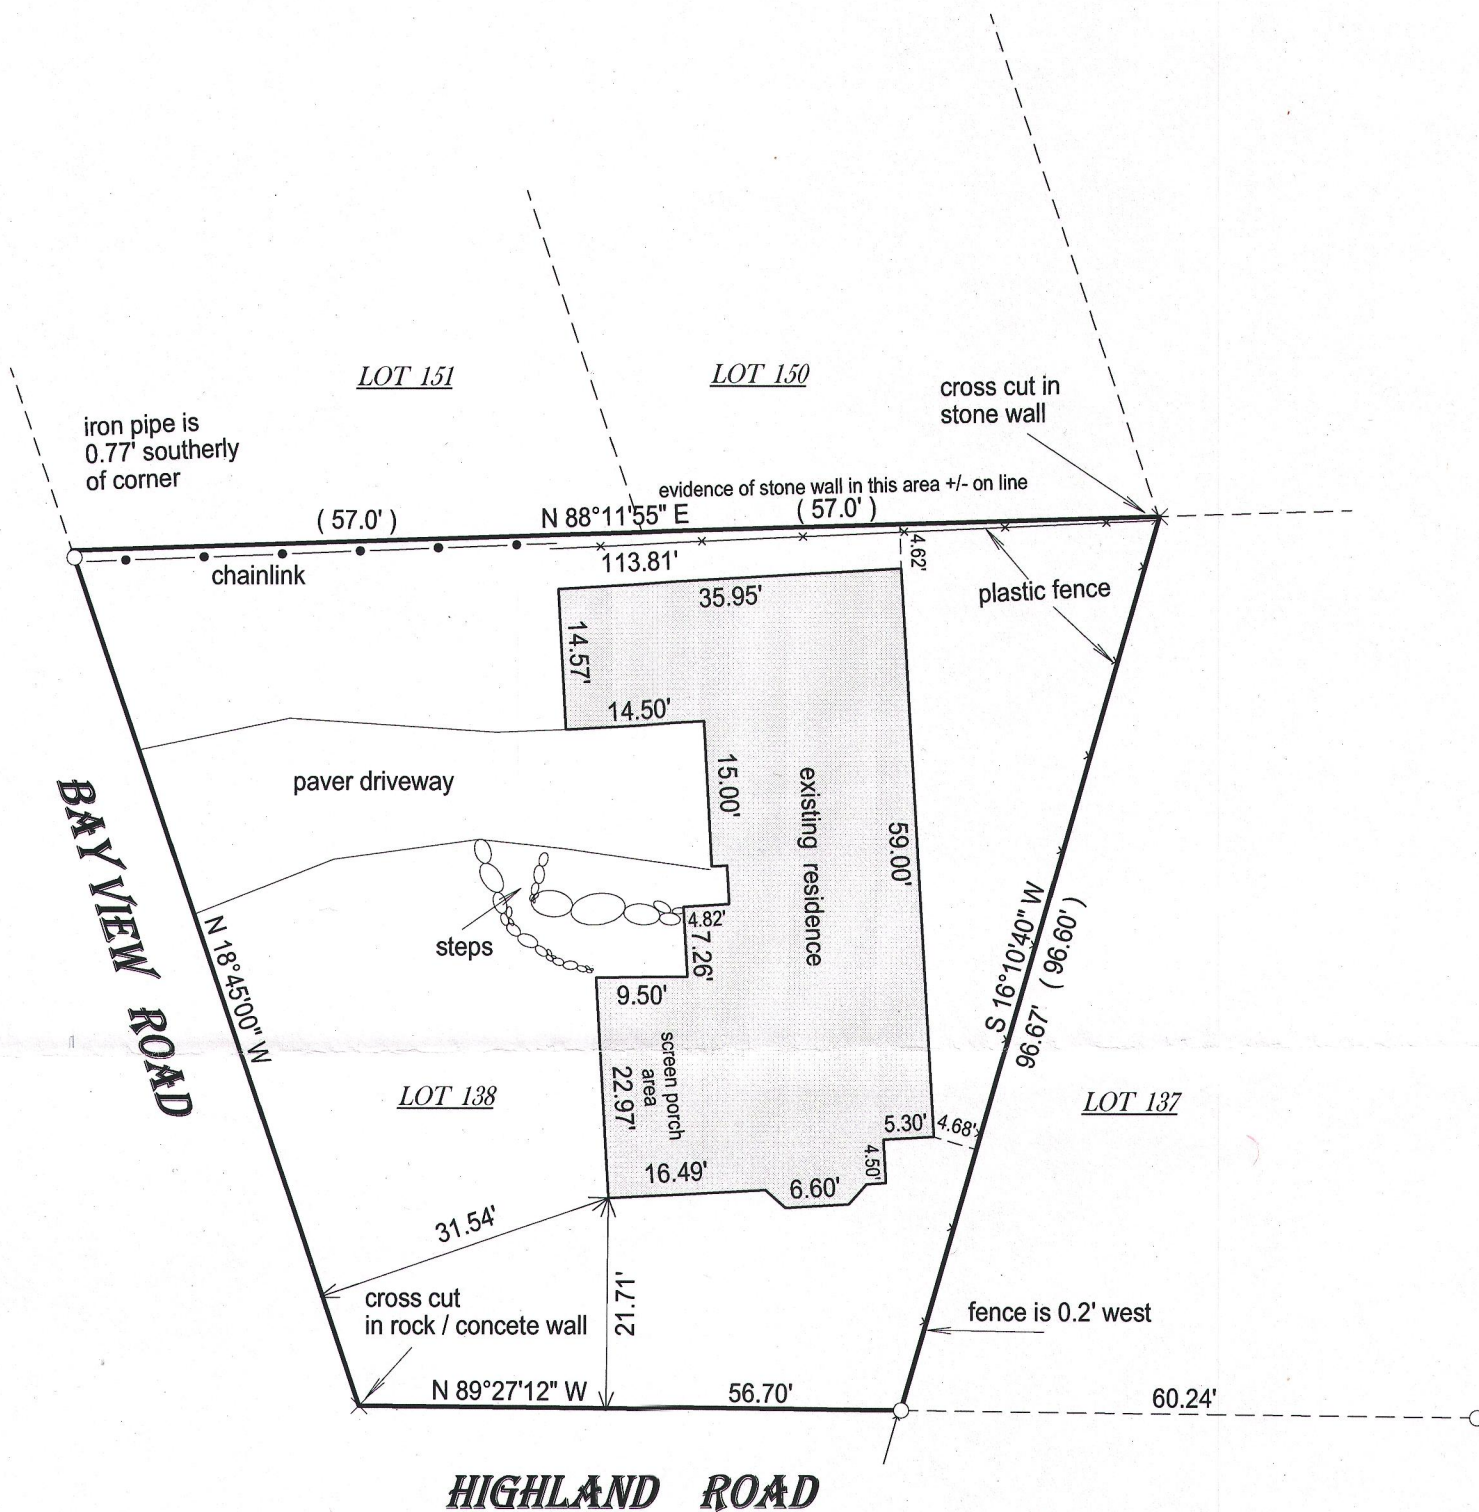 LOT 151
LOT 150
cross cut in
stone wall
iron pipe is
0.77' southerly
of corner
evidence of stone wall in this area +/- on line
( 57.0' )
N 88°11'55" E
( 57.0' )
113.81'
chainlink
4.62'
plastic fence
35.95'
14.57'
14.50'
15.00'
paver driveway
existing residence
59.00'
BAY VIEW ROAD
N 18°45'00" W
steps
4.82'
7.26'
9.50'
S 16°10'40" W
96.67' ( 96.60' )
screen porch
area
22.97'
LOT 138
LOT 137
5.30'
4.68'
4.50'
16.49'
6.60'
31.54'
21.71'
cross cut
in rock / concete wall
fence is 0.2' west
N 89°27'12" W
56.70'
60.24'
HIGHLAND ROAD